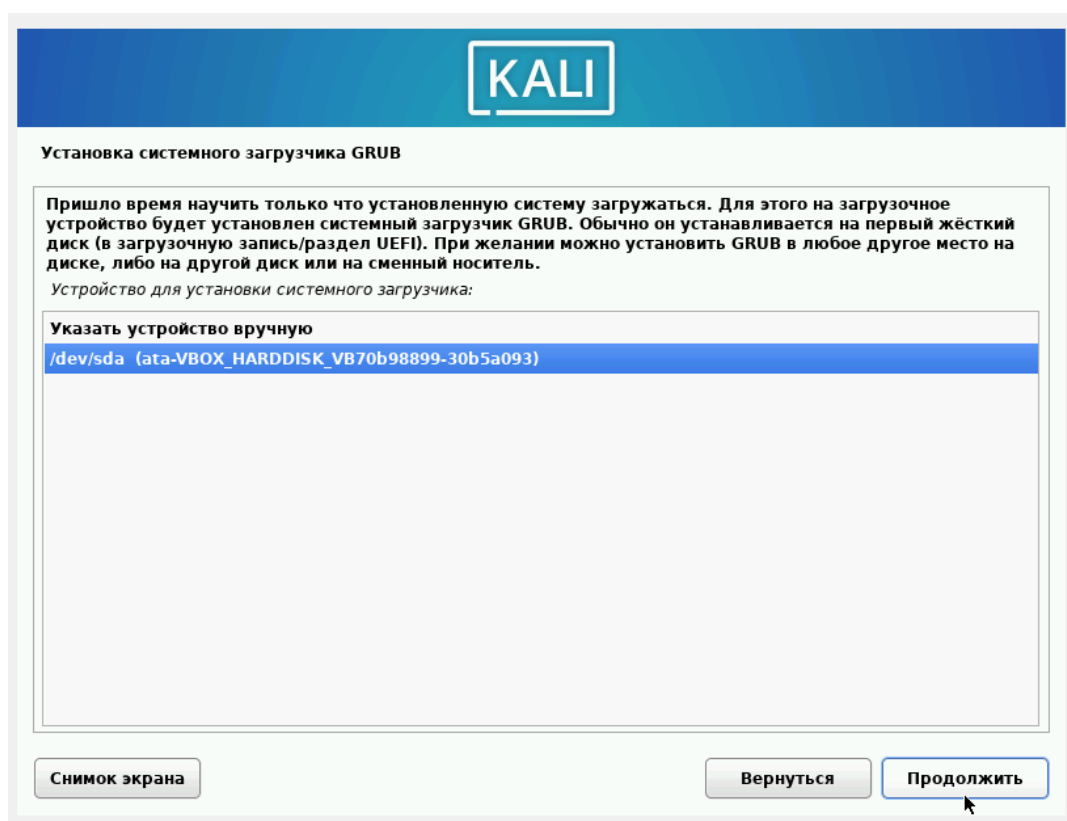 KALI
Установка системного загрузчика GRUB
Пришло время научить только что установленную систему загружаться. Для этого на загрузочное
устройство будет установлен системный загрузчик GRUB. Обычно он устанавливается на первый жёсткий
диск (в загрузочную запись/раздел UEFI). При желании можно установить GRUB в любое другое место на
диске, либо на другой диск или на сменный носитель.
Устройство для установки системного загрузчика:
Указать устройство вручную
/dev/sda (ata-VBOX_HARDDISK_VB70b98899-30b5a093)
Снимок экрана
Вернуться
Продолжить